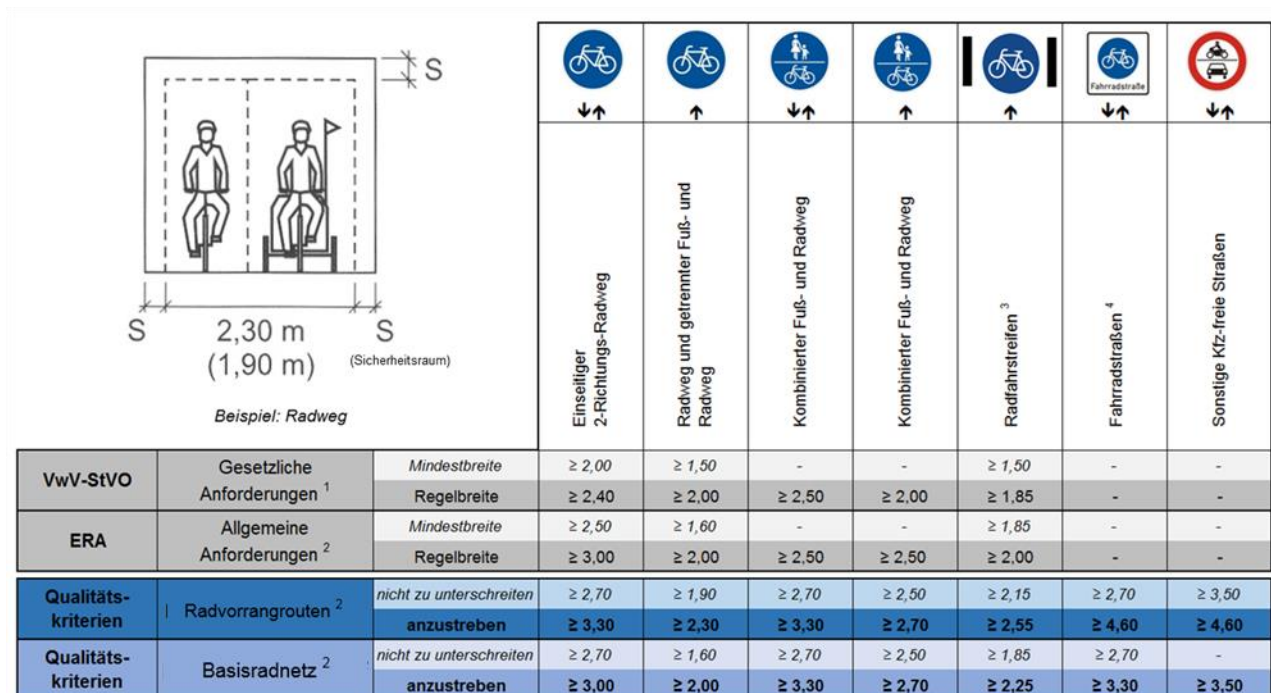 S
S
2,30 m
S
(1,90 m)
(Sicherheitsraum)
Beispiel: Radweg
Fahrradstraße
Einseitiger
2-Richtungs-Radweg
Radweg und getrennter Fuß- und
Radweg
Kombinierter Fuß- und Radweg
Kombinierter Fuß- und Radweg
Radfahrstreifen 3
Fahrradstraßen 4
Sonstige Kfz-freie Straßen
VwV-StVO
Gesetzliche
Anforderungen 1
Mindestbreite ≥ 2,00 ≥ 1,50 - - ≥ 1,50 - -
Regelbreite ≥ 2,40 ≥ 2,00 ≥ 2,50 ≥ 2,00 ≥ 1,85 - -
ERA
Allgemeine
Anforderungen 2
Mindestbreite ≥ 2,50 ≥ 1,60 - - ≥ 1,85 - -
Regelbreite ≥ 3,00 ≥ 2,00 ≥ 2,50 ≥ 2,50 ≥ 2,00 - -
Qualitäts-
kriterien
Radvorrangrouten 2
nicht zu unterschreiten ≥ 2,70 ≥ 1,90 ≥ 2,70 ≥ 2,50 ≥ 2,15 ≥ 2,70 ≥ 3,50
anzustreben ≥ 3,30 ≥ 2,30 ≥ 3,30 ≥ 2,70 ≥ 2,55 ≥ 4,60 ≥ 4,60
Qualitäts-
kriterien
Basisradnetz 2
nicht zu unterschreiten ≥ 2,70 ≥ 1,60 ≥ 2,70 ≥ 2,50 ≥ 1,85 ≥ 2,70 -
anzustreben ≥ 3,00 ≥ 2,00 ≥ 3,30 ≥ 2,70 ≥ 2,25 ≥ 3,30 ≥ 3,50